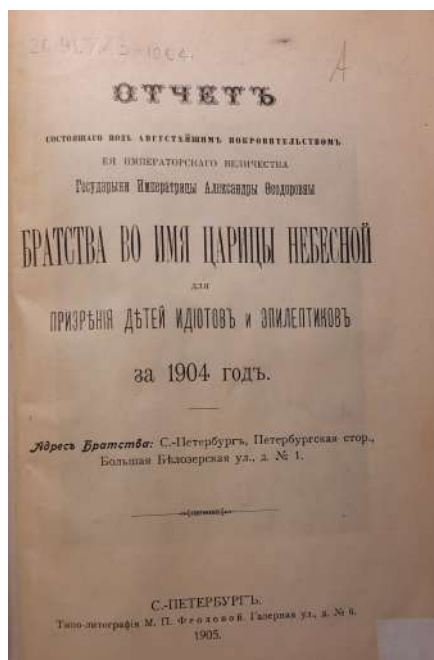 ОТЧЕТЪ
СОСТОЯЩАГО ПОДЪ АВГУСТѢЙШИМЪ ПОКРОВИТЕЛЬСТВОМЪ
ЕЯ ИМПЕРАТОРСКАГО ВЕЛИЧЕСТВА
Государыни Императрицы Александры Ѳеодоровны
БРАТСТВА ВО ИМЯ ЦАРИЦЫ НЕБЕСНОЙ
ДЛЯ
ПРИЗРѢНІЯ ДѢТЕЙ ИДІОТОВЪ и ЭПИЛЕПТИКОВЪ
за 1904 годъ.
Адресъ Братства: С.-Петербургъ, Петербургская стор.,
Большая Бѣлозерская ул., д. № 1.
С.-ПЕТЕРБУРГЪ.
Типо-литографія М. П. Фроловой. Галерная ул., д. № 6.
1905.